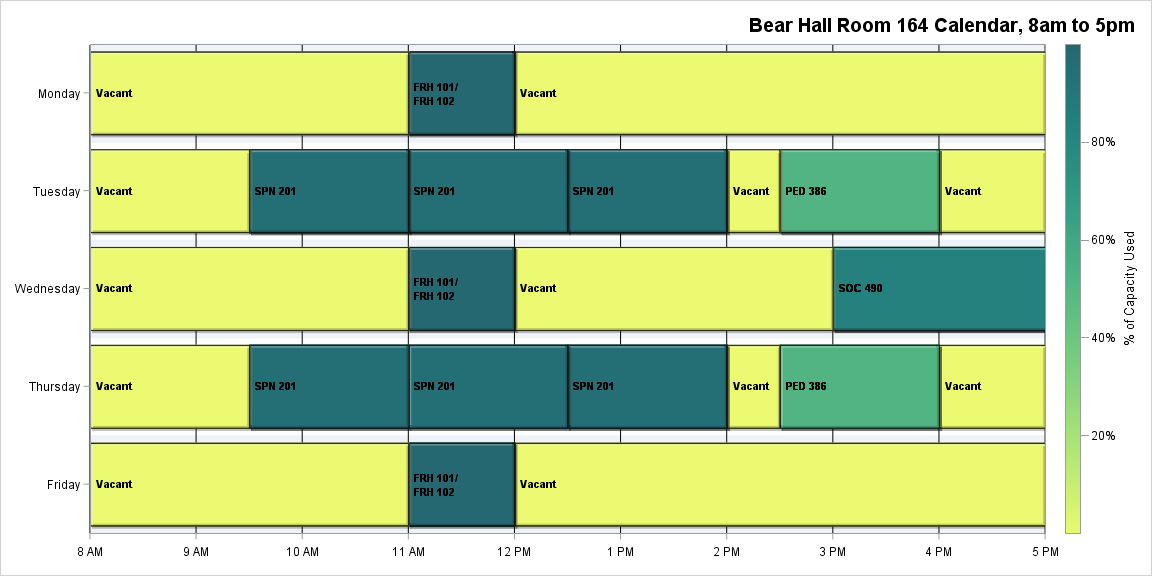 Bear Hall Room 164 Calendar, 8am to 5pm
Monday
Vacant
FRH 101/
FRH 102
Vacant
Tuesday
Vacant
SPN 201
SPN 201
SPN 201
Vacant
PED 386
Vacant
Wednesday
Vacant
FRH 101/
FRH 102
Vacant
SOC 490
Thursday
Vacant
SPN 201
SPN 201
SPN 201
Vacant
PED 386
Vacant
Friday
Vacant
FRH 101/
FRH 102
Vacant
8 AM
9 AM
10 AM
11 AM
12 PM
1 PM
2 PM
3 PM
4 PM
5 PM
80%
60%
40%
20%
% of Capacity Used